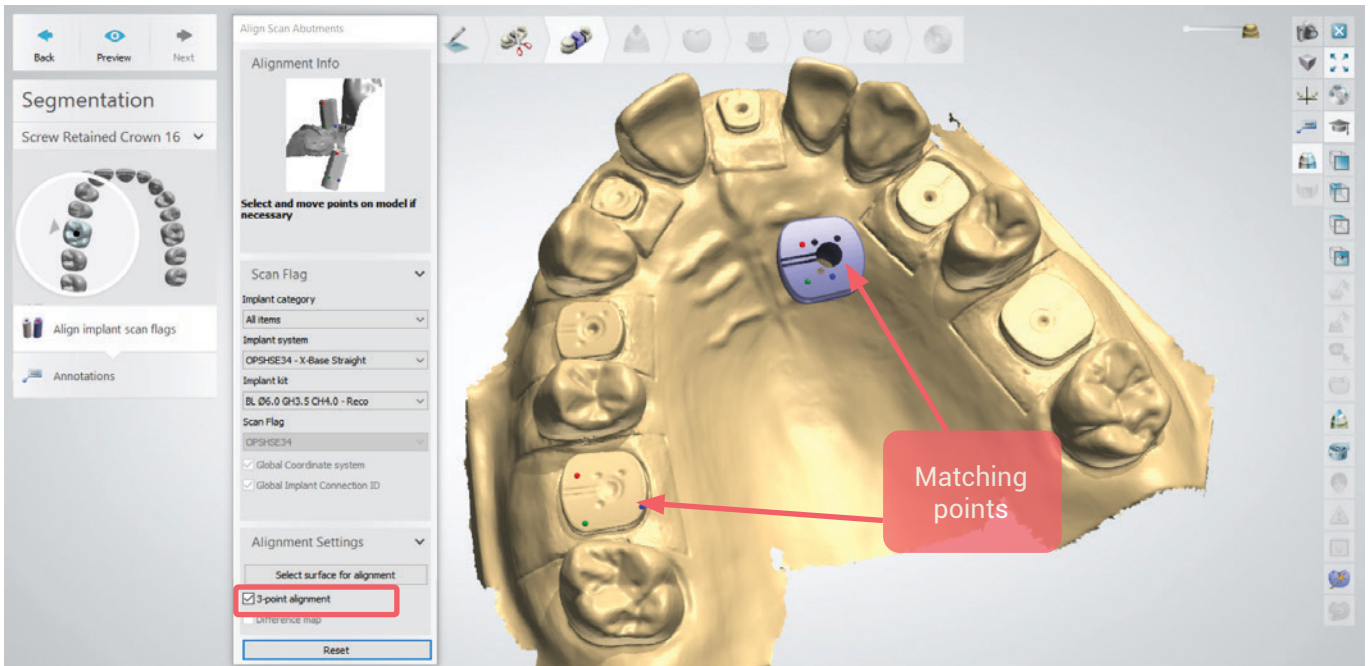 Back
Preview
Next
Segmentation
Screw Retained Crown 16
Align implant scan flags
Annotations
Align Scan Abutments
Alignment Info
Select and move points on model if
necessary
Scan Flag
Implant category
All items
Implant system
OPSHSE34 - X-Base Straight
Implant kit
BL Ø6.0 GH3.5 CH4.0 - Reco
Scan Flag
OPSHSE34
Global Coordinate system
Global Implant Connection ID
Alignment Settings
Select surface for alignment
3-point alignment
Difference map
Reset
Matching
points